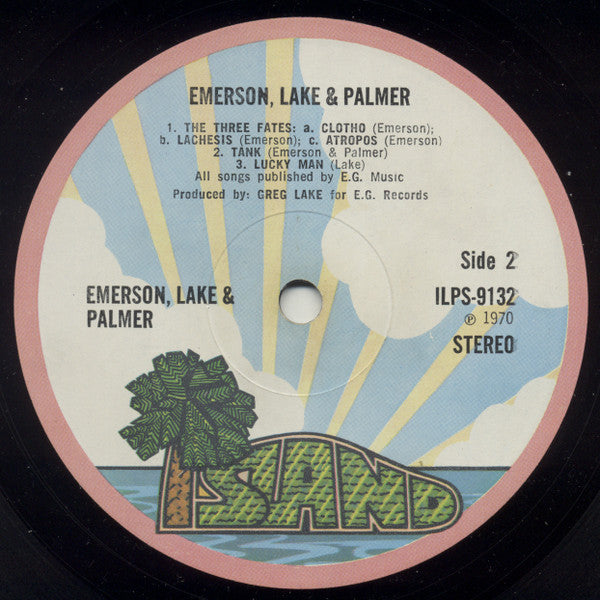 EMERSON, LAKE & PALMER
1. THE THREE FATES: a. CLOTHO (Emerson);
b. LACHESIS (Emerson); c. ATROPOS (Emerson)
2. TANK (Emerson & Palmer)
3. LUCKY MAN (Lake)
All songs published by E.G. Music
Produced by: GREG LAKE for E.G. Records
Side 2
EMERSON, LAKE &
PALMER
ILPS-9132
℗ 1970
STEREO
ISLAND